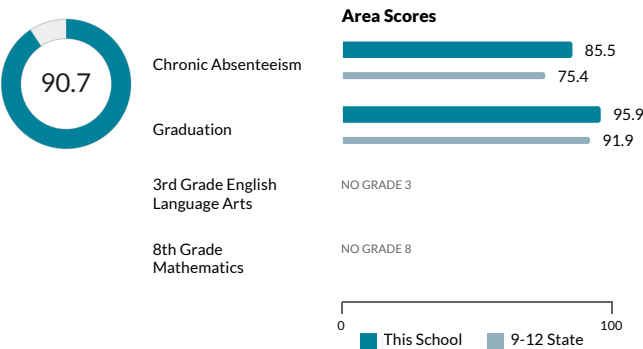 Area Scores
90.7
Chronic Absenteeism
85.5
75.4
Graduation
95.9
91.9
3rd Grade English
Language Arts
NO GRADE 3
8th Grade
Mathematics
NO GRADE 8
0
100
This School
9-12 State